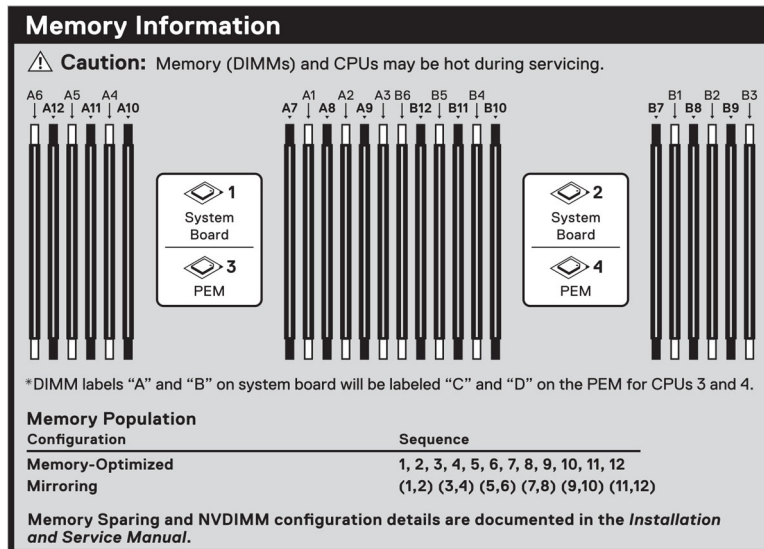 Memory Information
Caution: Memory (DIMMs) and CPUs may be hot during servicing.
A6 A5 A4 A1 A2 A3 B6 B5 B4 B1 B2 B3
A12 A11 A10 A7 A8 A9 B12 B11 B10 B7 B8 B9
1
System
Board
3
PEM
2
System
Board
4
PEM
*DIMM labels “A” and “B” on system board will be labeled “C” and “D” on the PEM for CPUs 3 and 4.
Memory Population
Configuration Sequence
Memory-Optimized 1, 2, 3, 4, 5, 6, 7, 8, 9, 10, 11, 12
Mirroring (1,2) (3,4) (5,6) (7,8) (9,10) (11,12)
Memory Sparing and NVDIMM configuration details are documented in the Installation
and Service Manual.